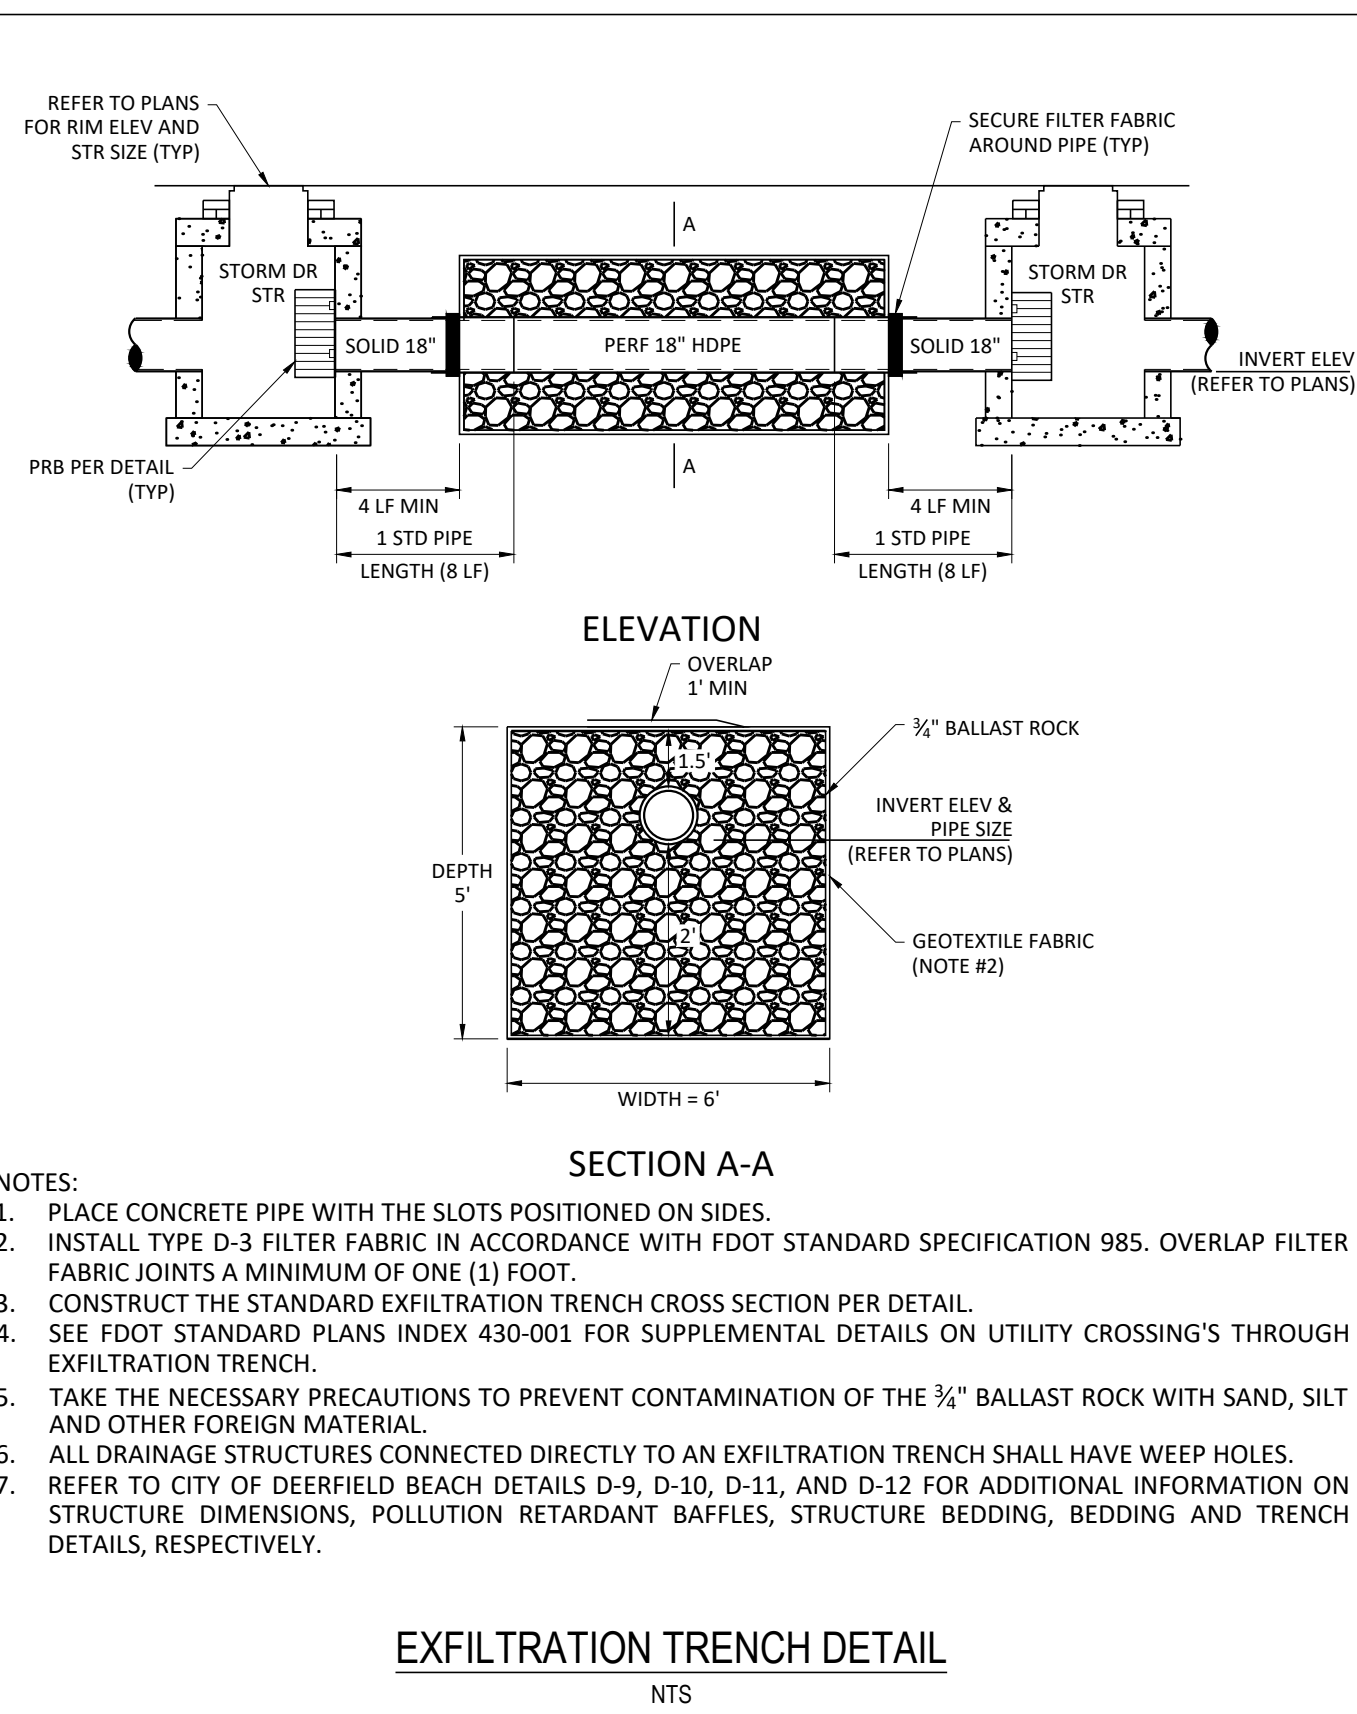 REFER TO PLANS
FOR RIM ELEV AND
STR SIZE (TYP)
SECURE FILTER FABRIC
AROUND PIPE (TYP)
A
STORM DR
STR
STORM DR
STR
SOLID 18"
PERF 18" HDPE
SOLID 18"
INVERT ELEV
(REFER TO PLANS)
PRB PER DETAIL
(TYP)
A
4 LF MIN
4 LF MIN
1 STD PIPE
LENGTH (8 LF)
1 STD PIPE
LENGTH (8 LF)
ELEVATION
OVERLAP
1' MIN
¾" BALLAST ROCK
1.5'
INVERT ELEV &
PIPE SIZE
(REFER TO PLANS)
DEPTH
5'
2'
GEOTEXTILE FABRIC
(NOTE #2)
WIDTH = 6'
SECTION A-A
NOTES:
1. PLACE CONCRETE PIPE WITH THE SLOTS POSITIONED ON SIDES.
2. INSTALL TYPE D-3 FILTER FABRIC IN ACCORDANCE WITH FDOT STANDARD SPECIFICATION 985. OVERLAP FILTER
FABRIC JOINTS A MINIMUM OF ONE (1) FOOT.
3. CONSTRUCT THE STANDARD EXFILTRATION TRENCH CROSS SECTION PER DETAIL.
4. SEE FDOT STANDARD PLANS INDEX 430-001 FOR SUPPLEMENTAL DETAILS ON UTILITY CROSSING'S THROUGH
EXFILTRATION TRENCH.
5. TAKE THE NECESSARY PRECAUTIONS TO PREVENT CONTAMINATION OF THE ¾" BALLAST ROCK WITH SAND, SILT
AND OTHER FOREIGN MATERIAL.
6. ALL DRAINAGE STRUCTURES CONNECTED DIRECTLY TO AN EXFILTRATION TRENCH SHALL HAVE WEEP HOLES.
7. REFER TO CITY OF DEERFIELD BEACH DETAILS D-9, D-10, D-11, AND D-12 FOR ADDITIONAL INFORMATION ON
STRUCTURE DIMENSIONS, POLLUTION RETARDANT BAFFLES, STRUCTURE BEDDING, BEDDING AND TRENCH
DETAILS, RESPECTIVELY.
EXFILTRATION TRENCH DETAIL
NTS